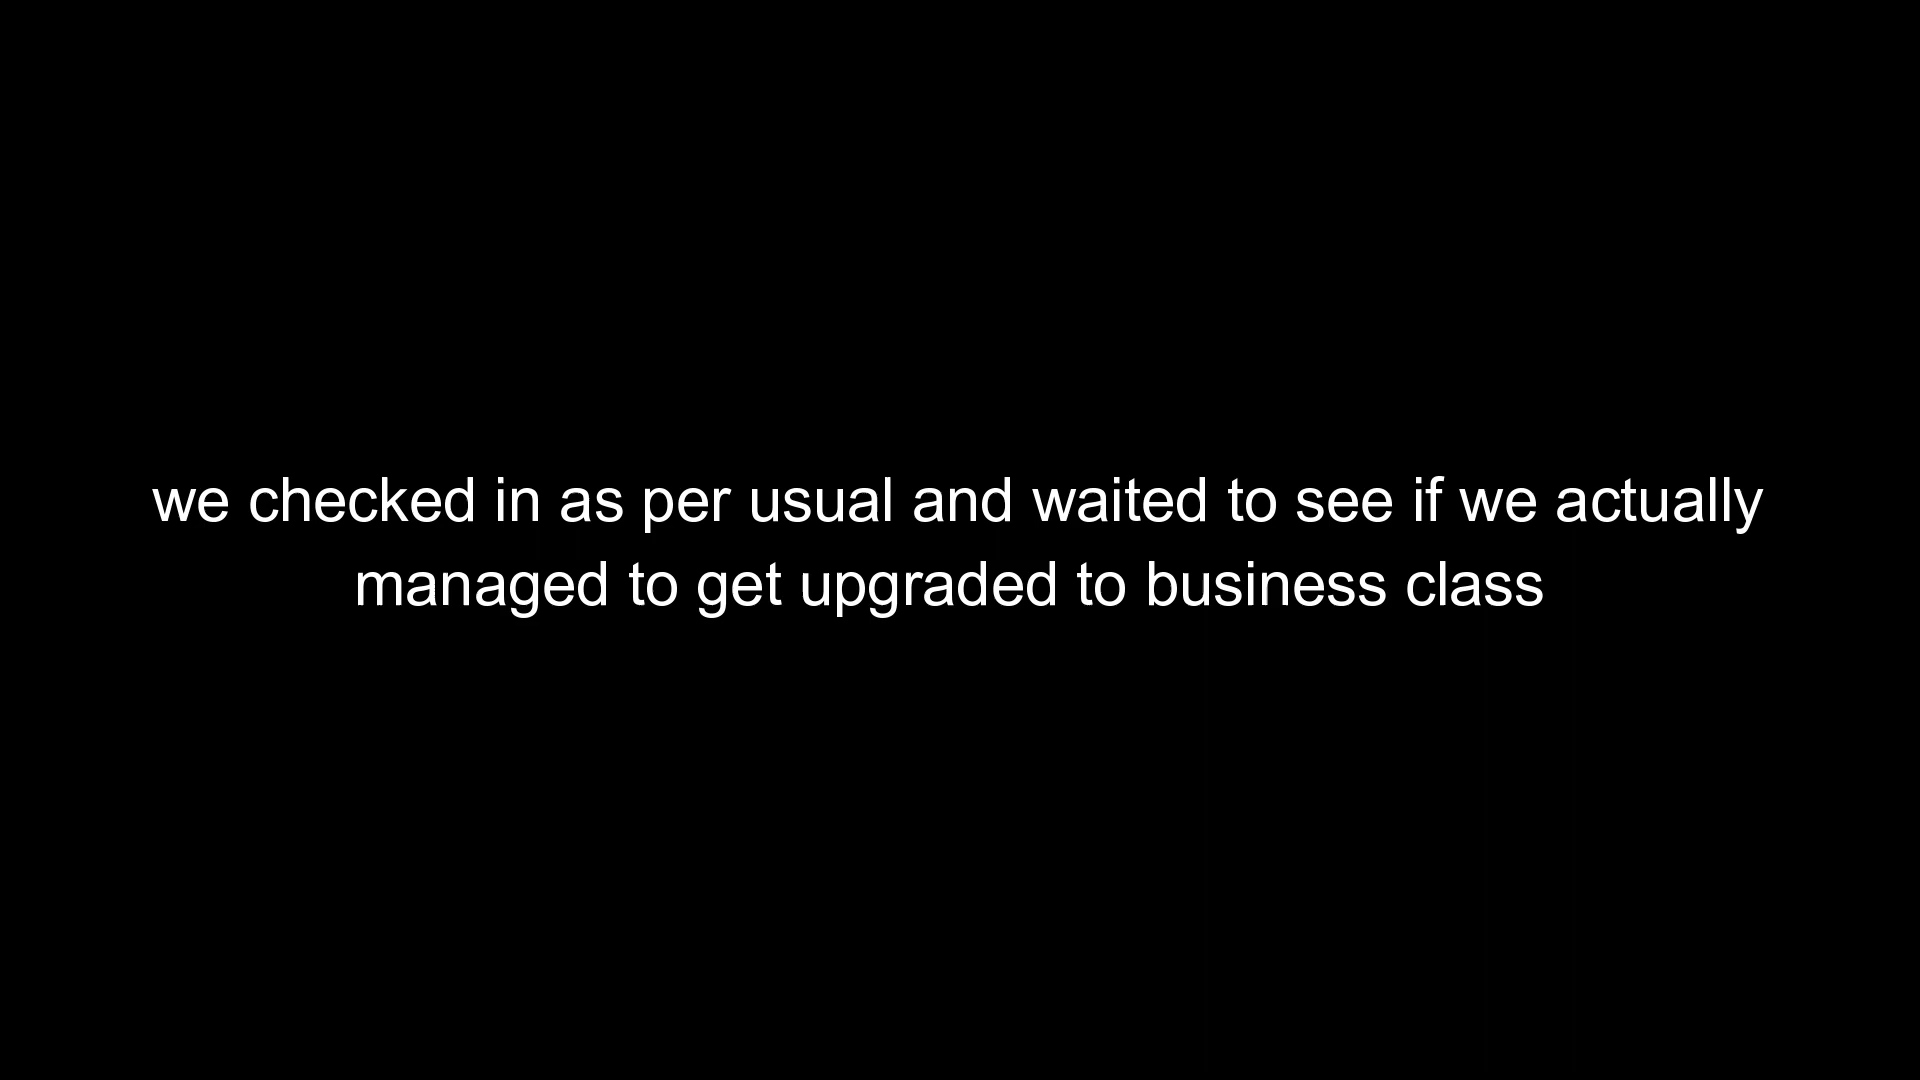 we checked in as per usual and waited to see if we actually
managed to get upgraded to business class